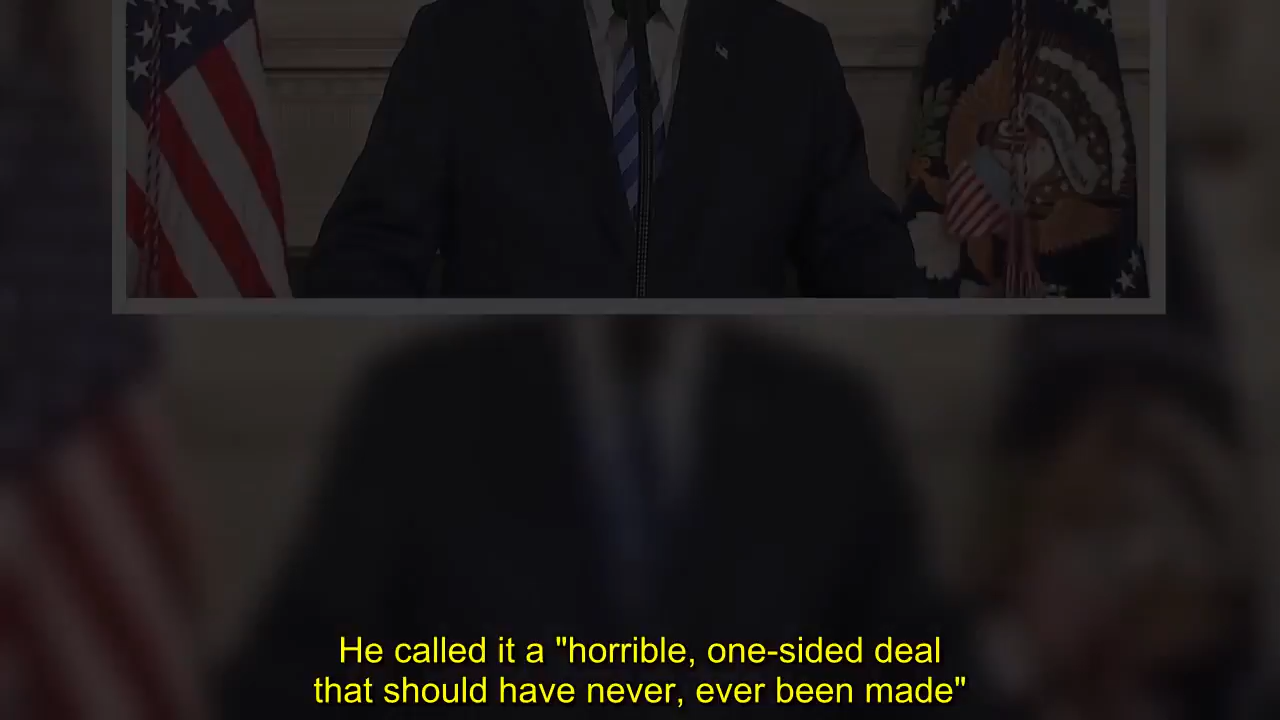 He called it a "horrible, one-sided deal
that should have never, ever been made"